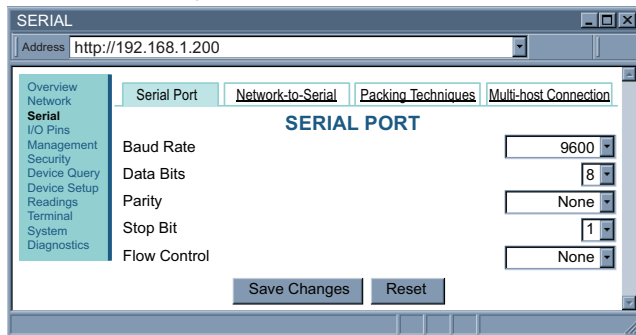 SERIAL
Address http://192.168.1.200
Overview
Network
Serial
I/O Pins
Management
Security
Device Query
Device Setup
Readings
Terminal
System
Diagnostics
Serial Port Network-to-Serial Packing Techniques Multi-host Connection
SERIAL PORT
Baud Rate 9600
Data Bits 8
Parity None
Stop Bit 1
Flow Control None
Save Changes Reset